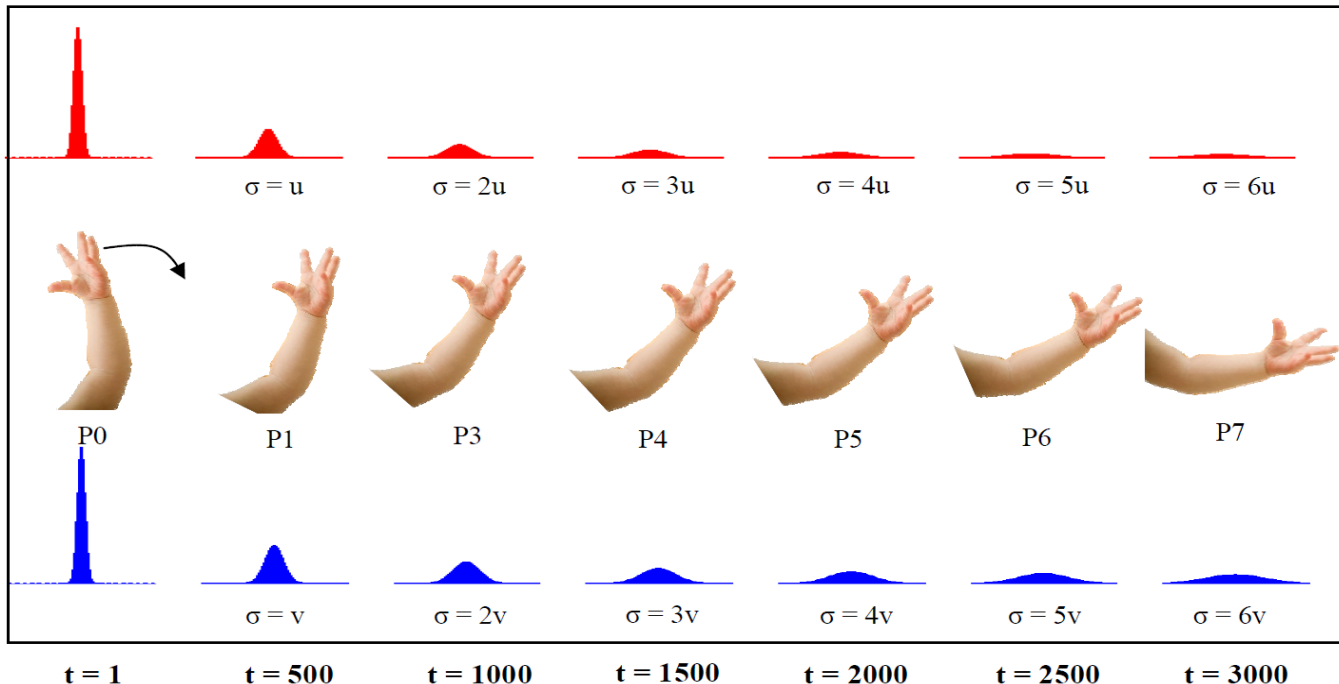 σ = u σ = 2u σ = 3u σ = 4u σ = 5u σ = 6u
P0 P1 P3 P4 P5 P6 P7
σ = v σ = 2v σ = 3v σ = 4v σ = 5v σ = 6v
t = 1 t = 500 t = 1000 t = 1500 t = 2000 t = 2500 t = 3000